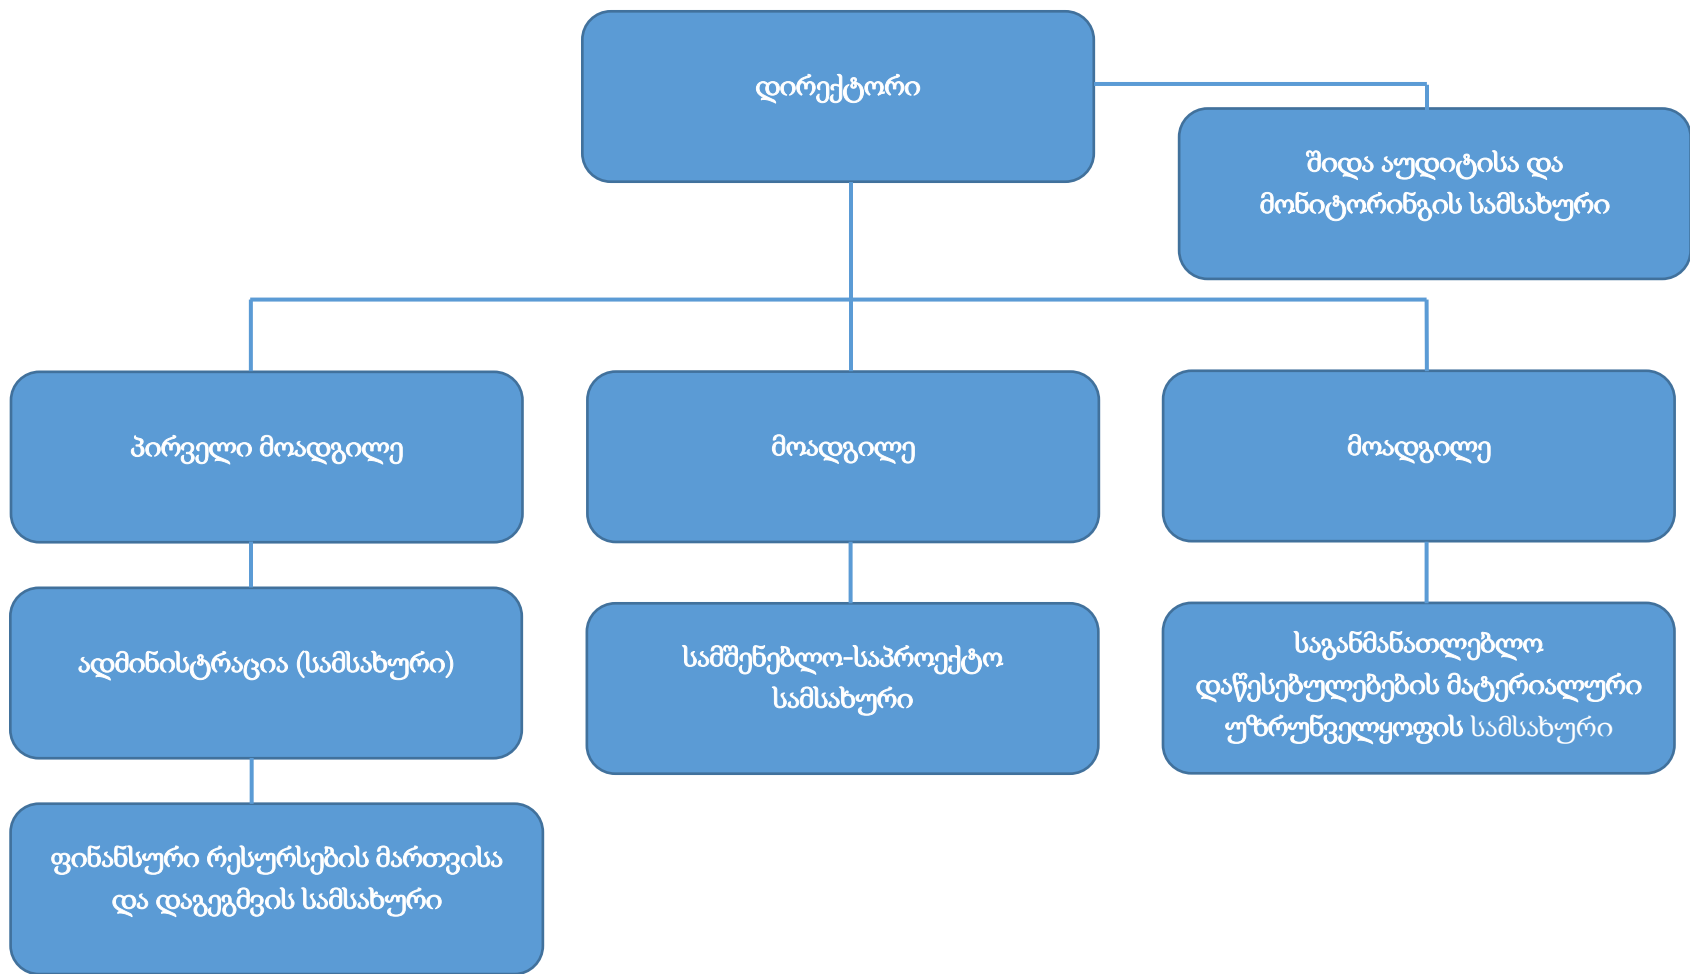 დირექტორი
შიდა აუდიტისა და
მონიტორინგის სამსახური
პირველი მოადგილე
მოადგილე
მოადგილე
ადმინისტრაცია (სამსახური)
სამშენებლო-საპროექტო
სამსახური
საგანმანათლებლო
დაწესებულებების მატერიალური
უზრუნველყოფის სამსახური
ფინანსური რესურსების მართვისა
და დაგეგმვის სამსახური